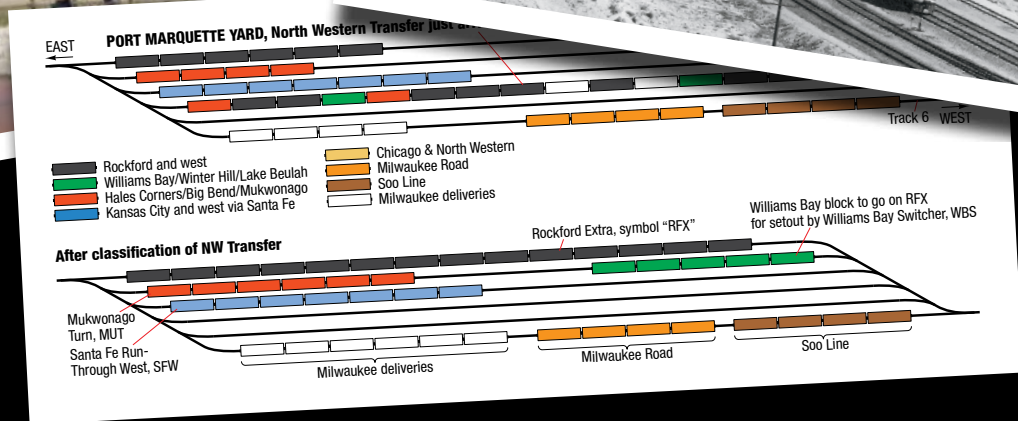 EAST
PORT MARQUETTE YARD, North Western Transfer just
Track 6 WEST
Rockford and west
Williams Bay/Winter Hill/Lake Beulah
Hales Corners/Big Bend/Mukwonago
Kansas City and west via Santa Fe
Chicago & North Western
Milwaukee Road
Soo Line
Milwaukee deliveries
After classification of NW Transfer
Rockford Extra, symbol “RFX”
Williams Bay block to go on RFX
for setout by Williams Bay Switcher, WBS
Mukwonago
Turn, MUT
Santa Fe Run-
Through West, SFW
Milwaukee deliveries
Milwaukee Road
Soo Line